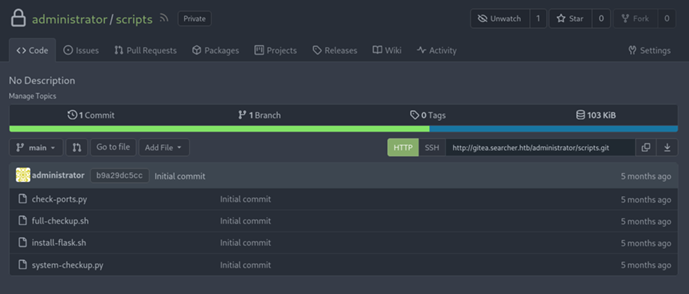 administrator/scripts Private Unwatch 1 Star 0 Fork 0
Code Issues Pull Requests Packages Projects Releases Wiki Activity Settings
No Description
Manage Topics
1 Commit 1 Branch 0 Tags 103 KiB
main Go to file Add File HTTP SSH http://gitea.searcher.htb/administrator/scripts.git
administrator b9a29dc5cc Initial commit 5 months ago
check-ports.py Initial commit 5 months ago
full-checkup.sh Initial commit 5 months ago
install-flask.sh Initial commit 5 months ago
system-checkup.py Initial commit 5 months ago